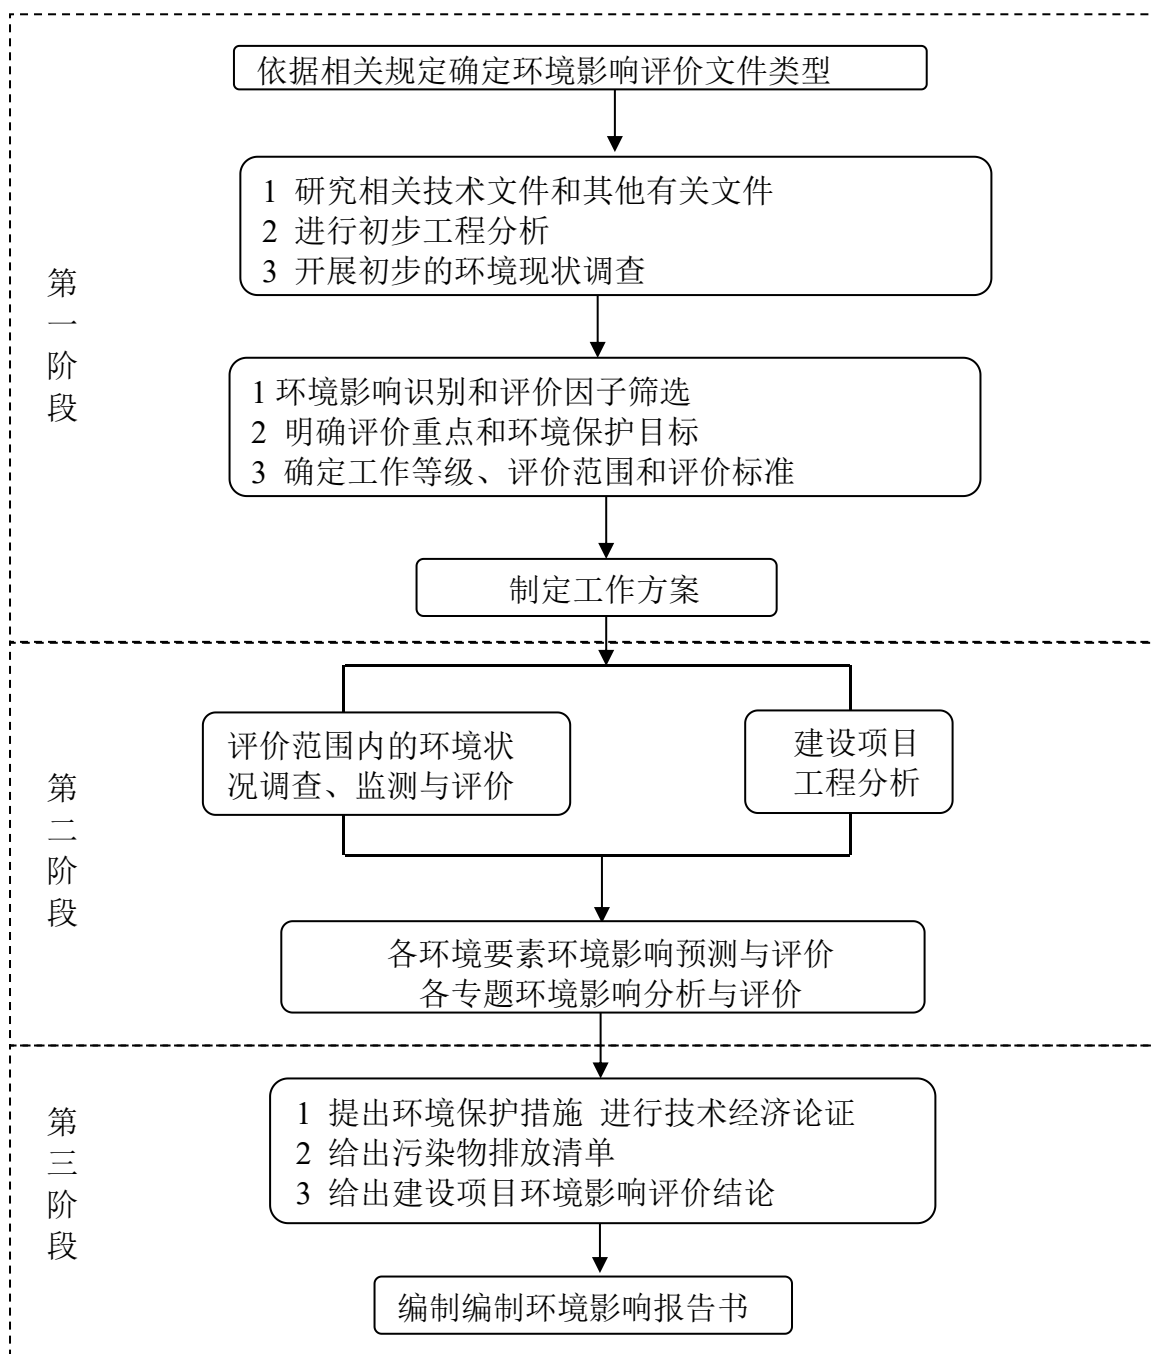 依据相关规定确定环境影响评价文件类型
1 研究相关技术文件和其他有关文件
2 进行初步工程分析
3 开展初步的环境现状调查
第一阶段
1 环境影响识别和评价因子筛选
2 明确评价重点和环境保护目标
3 确定工作等级、评价范围和评价标准
制定工作方案
评价范围内的环境状
况调查、监测与评价
建设项目
工程分析
第二阶段
各环境要素环境影响预测与评价
各专题环境影响分析与评价
第三阶段
1 提出环境保护措施 进行技术经济论证
2 给出污染物排放清单
3 给出建设项目环境影响评价结论
编制编制环境影响报告书